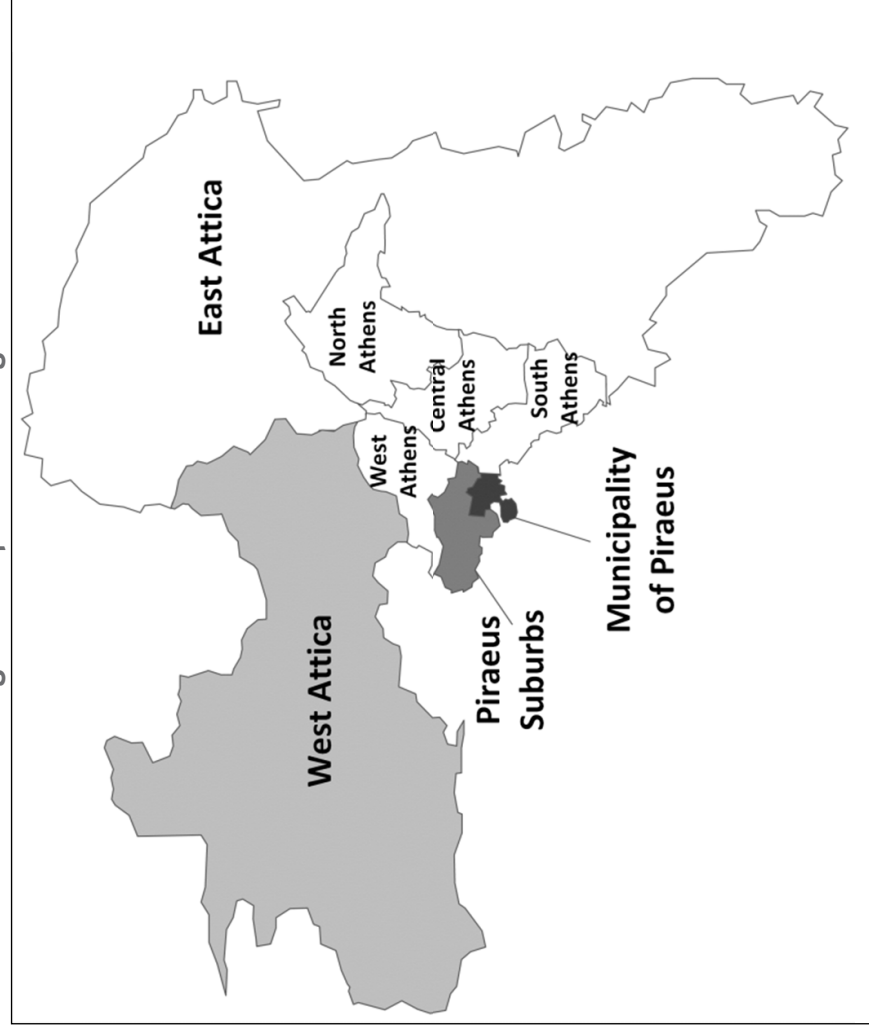 East Attica
North
Athens
Central
Athens
South
Athens
West
Athens
West Attica
Piraeus
Suburbs
Municipality
of Piraeus